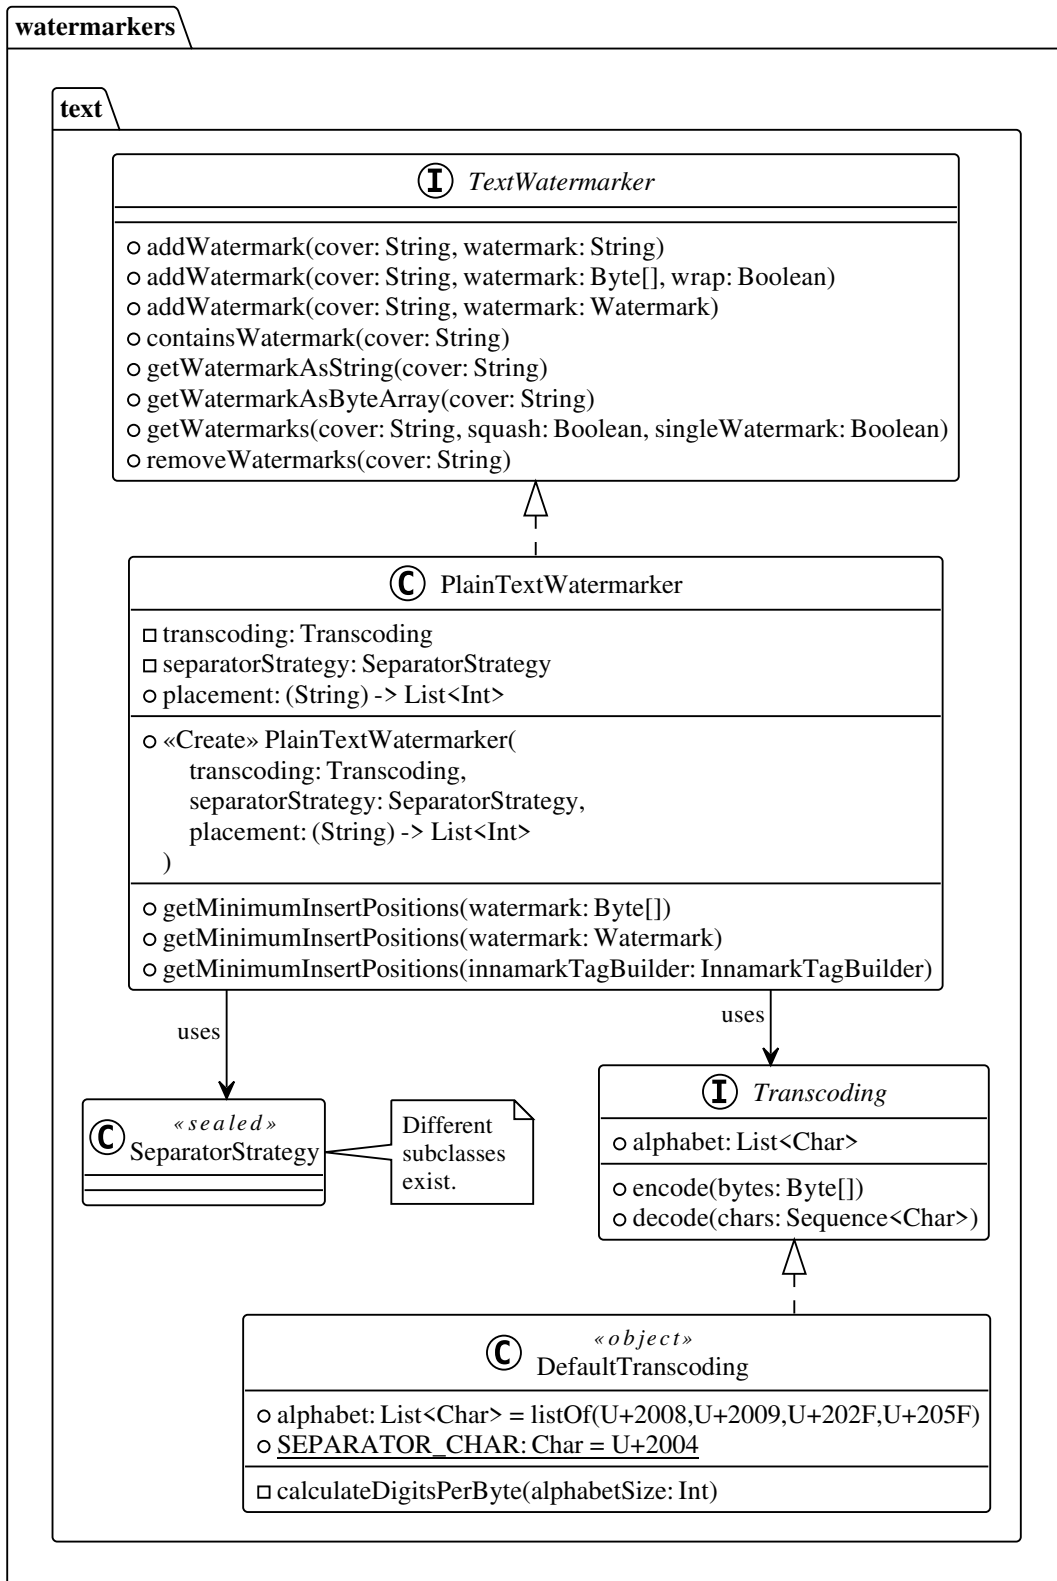 watermarkers
text
I TextWatermarker
addWatermark(cover: String, watermark: String)
addWatermark(cover: String, watermark: Byte[], wrap: Boolean)
addWatermark(cover: String, watermark: Watermark)
containsWatermark(cover: String)
getWatermarkAsString(cover: String)
getWatermarkAsByteArray(cover: String)
getWatermarks(cover: String, squash: Boolean, singleWatermark: Boolean)
removeWatermarks(cover: String)
C PlainTextWatermarker
transcoding: Transcoding
separatorStrategy: SeparatorStrategy
placement: (String) -> List<Int>
«Create» PlainTextWatermarker(
transcoding: Transcoding,
separatorStrategy: SeparatorStrategy,
placement: (String) -> List<Int>
)
getMinimumInsertPositions(watermark: Byte[])
getMinimumInsertPositions(watermark: Watermark)
getMinimumInsertPositions(innamarkTagBuilder: InnamarkTagBuilder)
uses
uses
C «sealed»
SeparatorStrategy
Different
subclasses
exist.
I Transcoding
alphabet: List<Char>
encode(bytes: Byte[])
decode(chars: Sequence<Char>)
C «object»
DefaultTranscoding
alphabet: List<Char> = listOf(U+2008,U+2009,U+202F,U+205F)
SEPARATOR_CHAR: Char = U+2004
calculateDigitsPerByte(alphabetSize: Int)